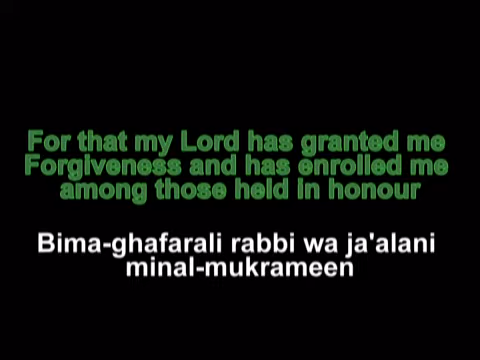 For that my Lord has granted me
Forgiveness and has enrolled me
among those held in honour
Bima-ghafarali rabbi wa ja'alani
minal-mukrameen